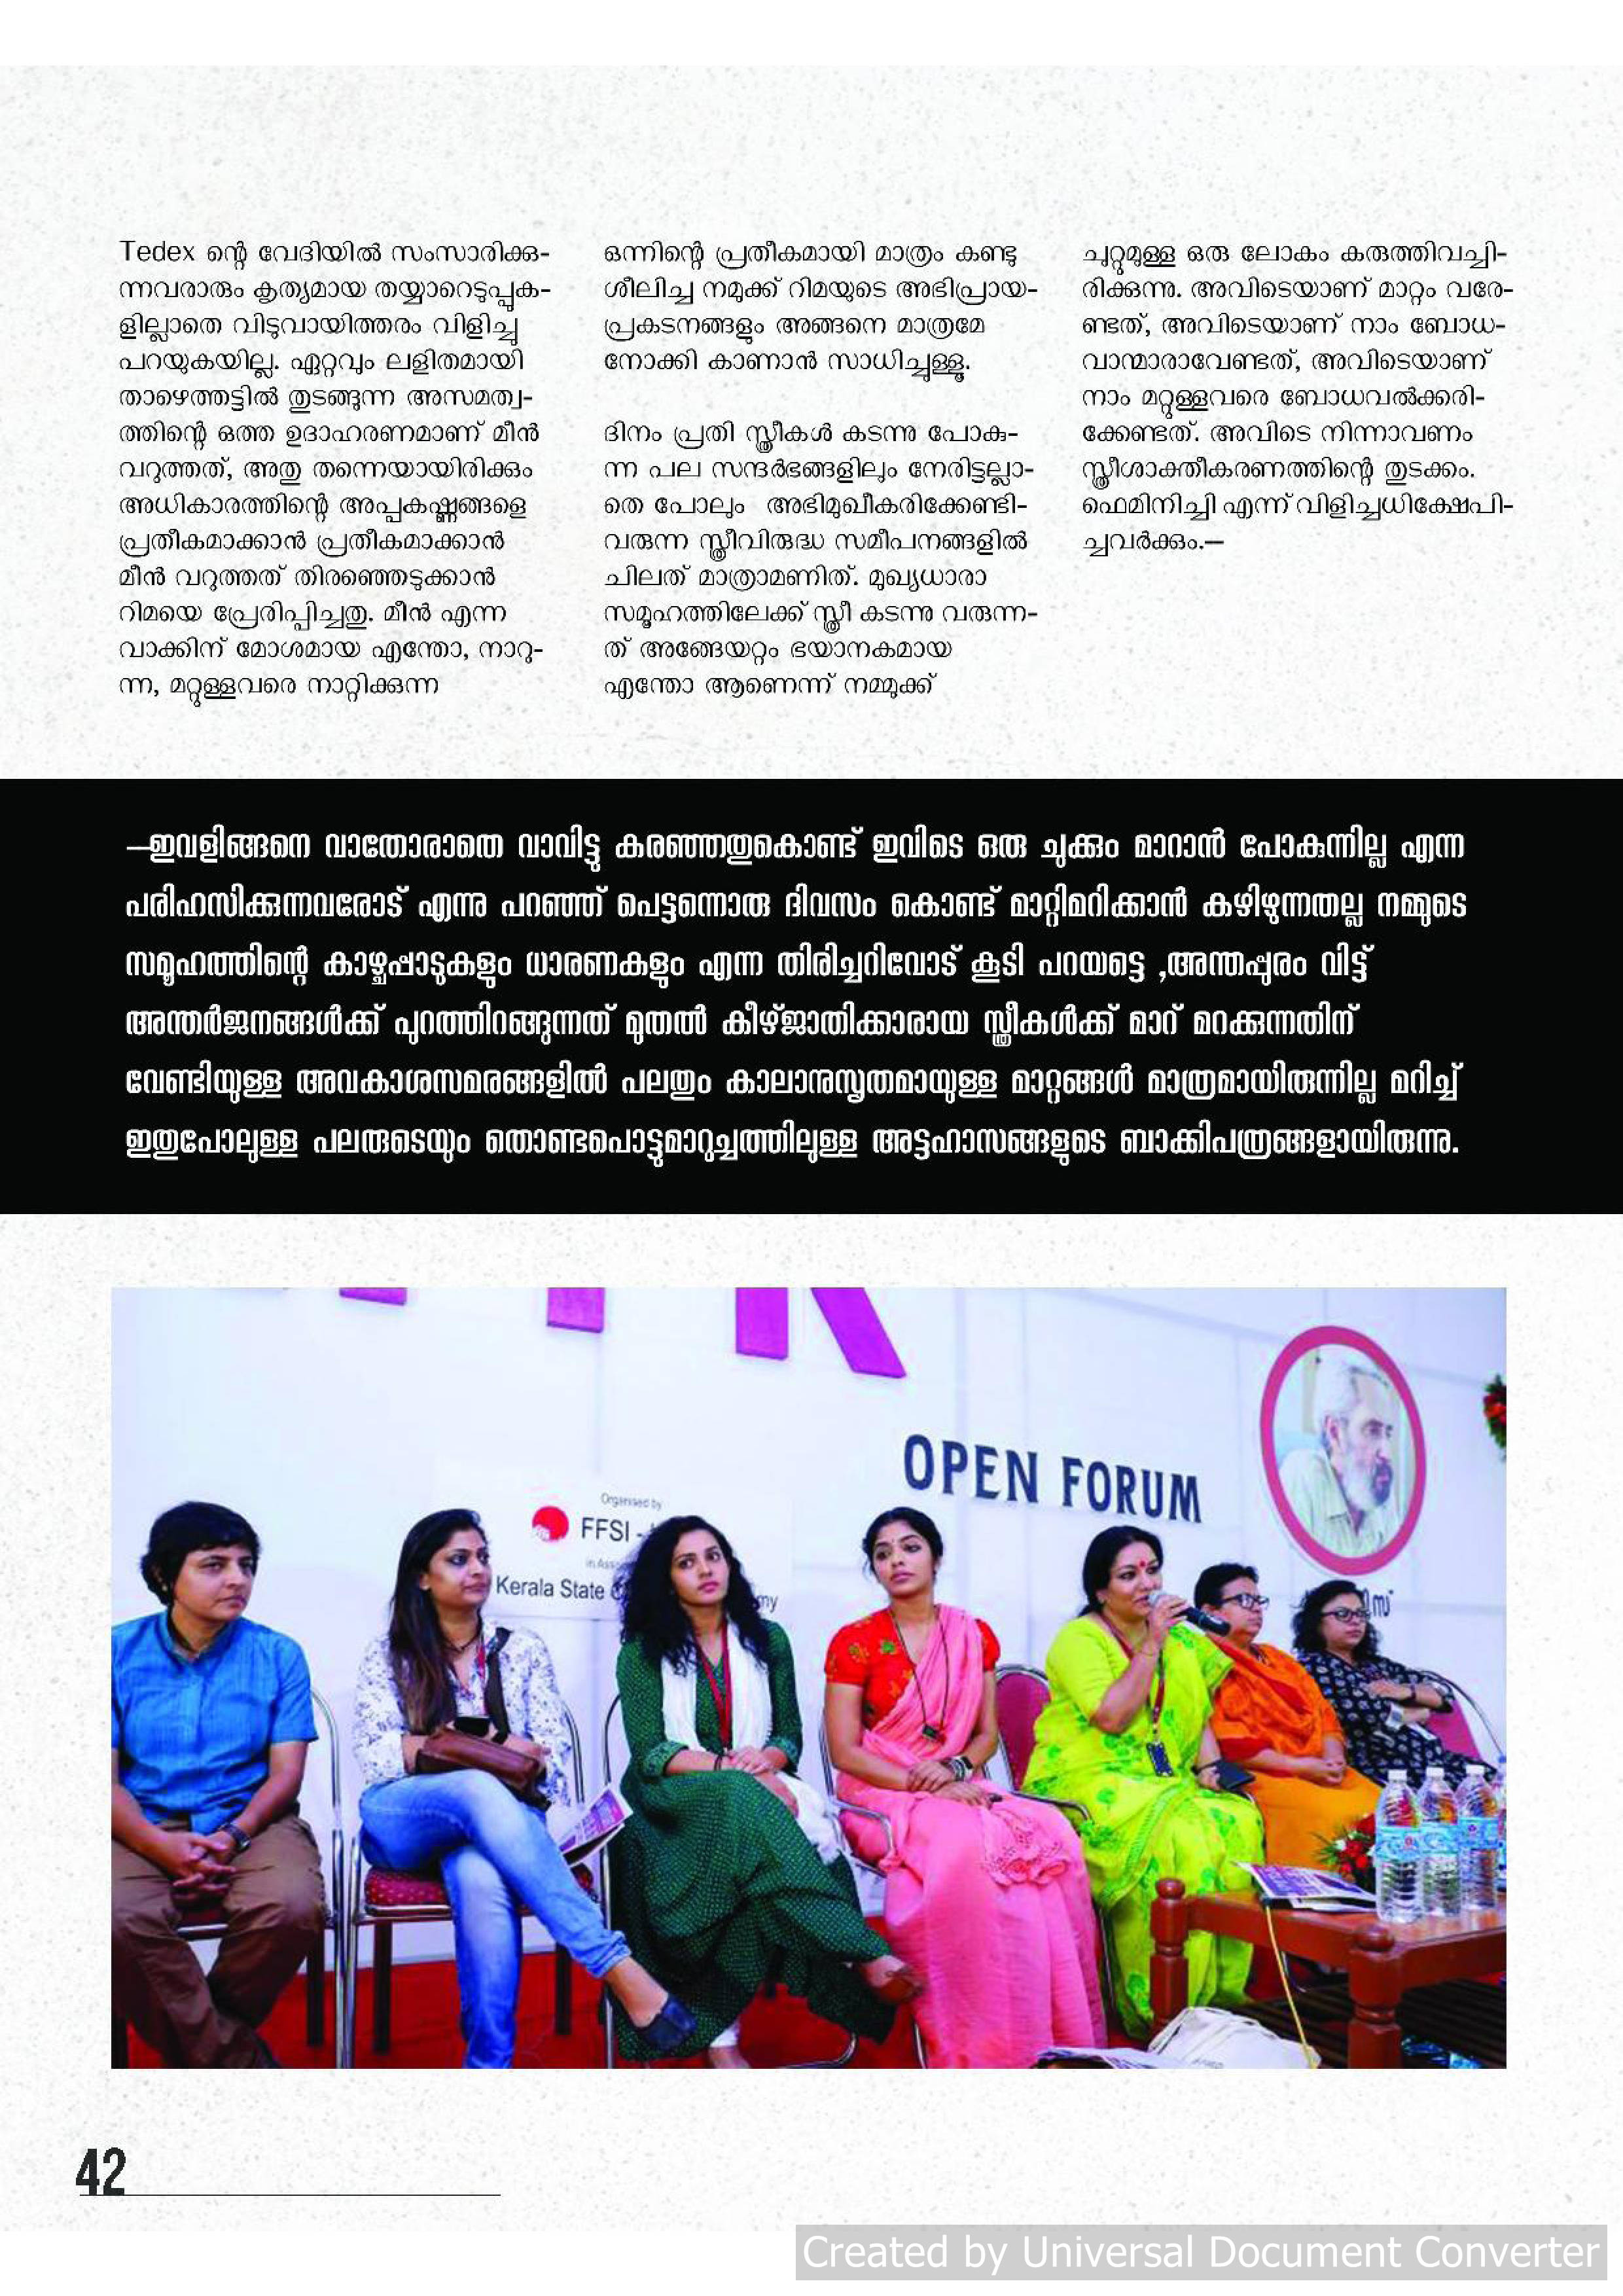 Tedex ന്റെ വേദിയിൽ സംസാരിക്കു-
ന്നവരാരും കൃത്യമായ തയ്യാറെടുപ്പുക-
ളില്ലാതെ വിടുവായിത്തരം വിളിച്ചു
പറയുകയില്ല. ഏറ്റവും ലളിതമായി
താഴെത്തട്ടിൽ തുടങ്ങുന്ന അസമത്വ-
ത്തിന്റെ ഒത്ത ഉദാഹരണമാണ് മീൻ
വറുത്തത്, അതു തന്നെയായിരിക്കും
അധികാരത്തിന്റെ അപ്പകഷ്ണങ്ങളെ
പ്രതീകമാക്കാൻ പ്രതീകമാക്കാൻ
മീൻ വറുത്തത് തിരഞ്ഞെടുക്കാൻ
റിമയെ പ്രേരിപ്പിച്ചതു. മീൻ എന്ന
വാക്കിന് മോശമായ എന്തോ, നാറു-
ന്ന, മറ്റുള്ളവരെ നാറ്റിക്കുന്ന
ഒന്നിന്റെ പ്രതീകമായി മാത്രം കണ്ടു
ശീലിച്ച നമുക്ക് റിമയുടെ അഭിപ്രായ-
പ്രകടനങ്ങളും അങ്ങനെ മാത്രമേ
നോക്കി കാണാൻ സാധിച്ചുള്ളൂ.
ദിനം പ്രതി സ്ത്രീകൾ കടന്നു പോകു-
ന്ന പല സന്ദർഭങ്ങളിലും നേരിട്ടല്ലാ-
തെ പോലും അഭിമുഖീകരിക്കേണ്ടി-
വരുന്ന സ്ത്രീവിരുദ്ധ സമീപനങ്ങളിൽ
ചിലത് മാത്രാമണിത്. മുഖ്യധാരാ
സമൂഹത്തിലേക്ക് സ്ത്രീ കടന്നു വരുന്ന-
ത് അങ്ങേയറ്റം ഭയാനകമായ
എന്തോ ആണെന്ന് നമ്മുക്ക്
ചുറ്റുമുള്ള ഒരു ലോകം കരുത്തിവച്ചി-
രിക്കുന്നു. അവിടെയാണ് മാറ്റം വരേ-
ണ്ടത്, അവിടെയാണ് നാം ബോധ-
വാന്മാരാവേണ്ടത്, അവിടെയാണ്
നാം മറ്റുള്ളവരെ ബോധവൽക്കരി-
ക്കേണ്ടത്. അവിടെ നിന്നാവണം
സ്ത്രീശാക്തീകരണത്തിന്റെ തുടക്കം.
ഫെമിനിച്ചി എന്ന് വിളിച്ചധിക്ഷേപി-
ച്ചവർക്കും.—
—ഇവളിങ്ങനെ വാതോരാതെ വാവിട്ടു കരഞ്ഞതുകൊണ്ട് ഇവിടെ ഒരു ചുക്കും മാറാൻ പോകുന്നില്ല എന്ന
പരിഹസിക്കുന്നവരോട് എന്നു പറഞ്ഞ് പെട്ടന്നൊരു ദിവസം കൊണ്ട് മാറ്റിമറിക്കാൻ കഴിയുന്നതല്ല നമ്മുടെ
സമൂഹത്തിന്റെ കാഴ്ചപ്പാടുകളും ധാരണകളും എന്ന തിരിച്ചറിവോട് കൂടി പറയട്ടെ ,അന്തപ്പുരം വിട്ട്
അന്തർജനങ്ങൾക്ക് പുറത്തിറങ്ങുന്നത് മുതൽ കീഴ്ജാതിക്കാരായ സ്ത്രീകൾക്ക് മാറ് മറക്കുന്നതിന്
വേണ്ടിയുള്ള അവകാശസമരങ്ങളിൽ പലതും കാലാനുസൃതമായുള്ള മാറ്റങ്ങൾ മാത്രമായിരുന്നില്ല മറിച്ച്
ഇതുപോലുള്ള പലരുടെയും തൊണ്ടപൊട്ടുമാറുച്ചത്തിലുള്ള അട്ടഹാസങ്ങളുടെ ബാക്കിപത്രങ്ങളായിരുന്നു.
OPEN FORUM
Organised by
FFSI -
Kerala State
42
Created by Universal Document Converter